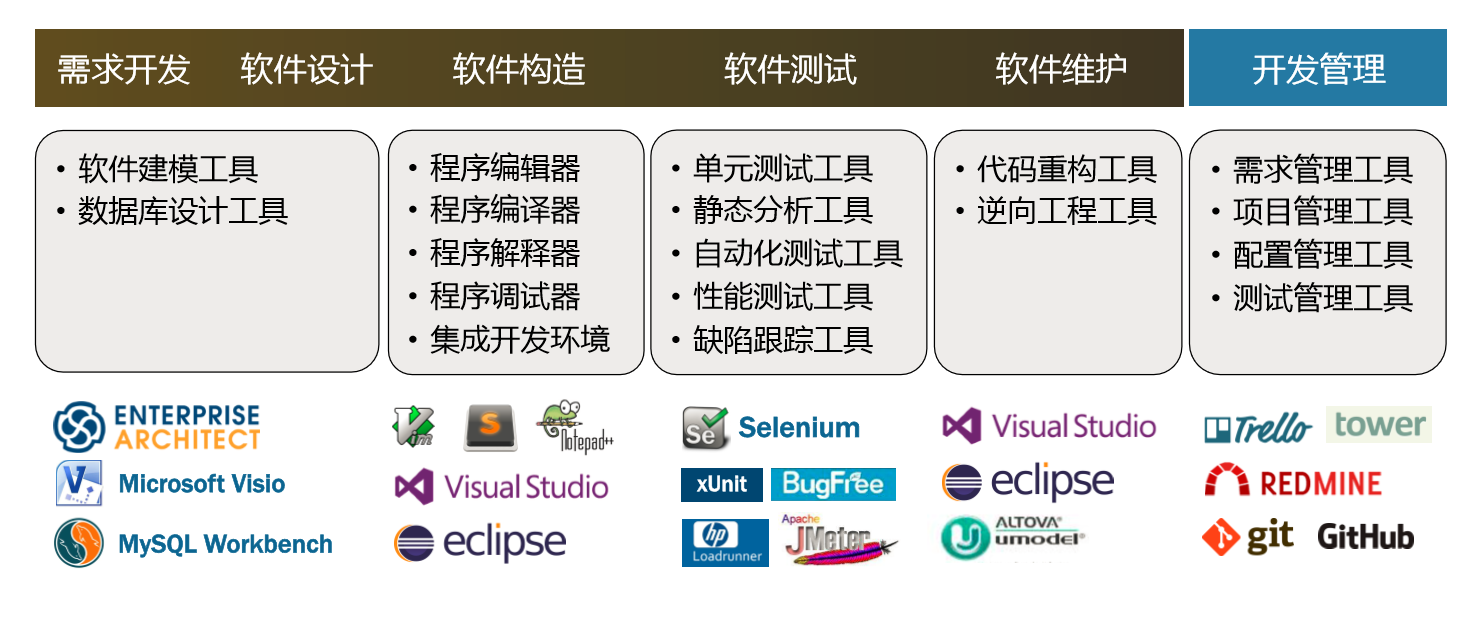 需求开发 软件设计 软件构造 软件测试 软件维护 开发管理
• 软件建模工具
• 数据库设计工具
• 程序编辑器
• 程序编译器
• 程序解释器
• 程序调试器
• 集成开发环境
• 单元测试工具
• 静态分析工具
• 自动化测试工具
• 性能测试工具
• 缺陷跟踪工具
• 代码重构工具
• 逆向工程工具
• 需求管理工具
• 项目管理工具
• 配置管理工具
• 测试管理工具
ENTERPRISE
ARCHITECT
Microsoft Visio
MySQL Workbench
Vim
S
Notepad++
Visual Studio
eclipse
Se Selenium
xUnit BugFree
hp
Loadrunner
Apache
JMeter
Visual Studio
eclipse
ALTOVA®
umodel®
Trello tower
REDMINE
git GitHub